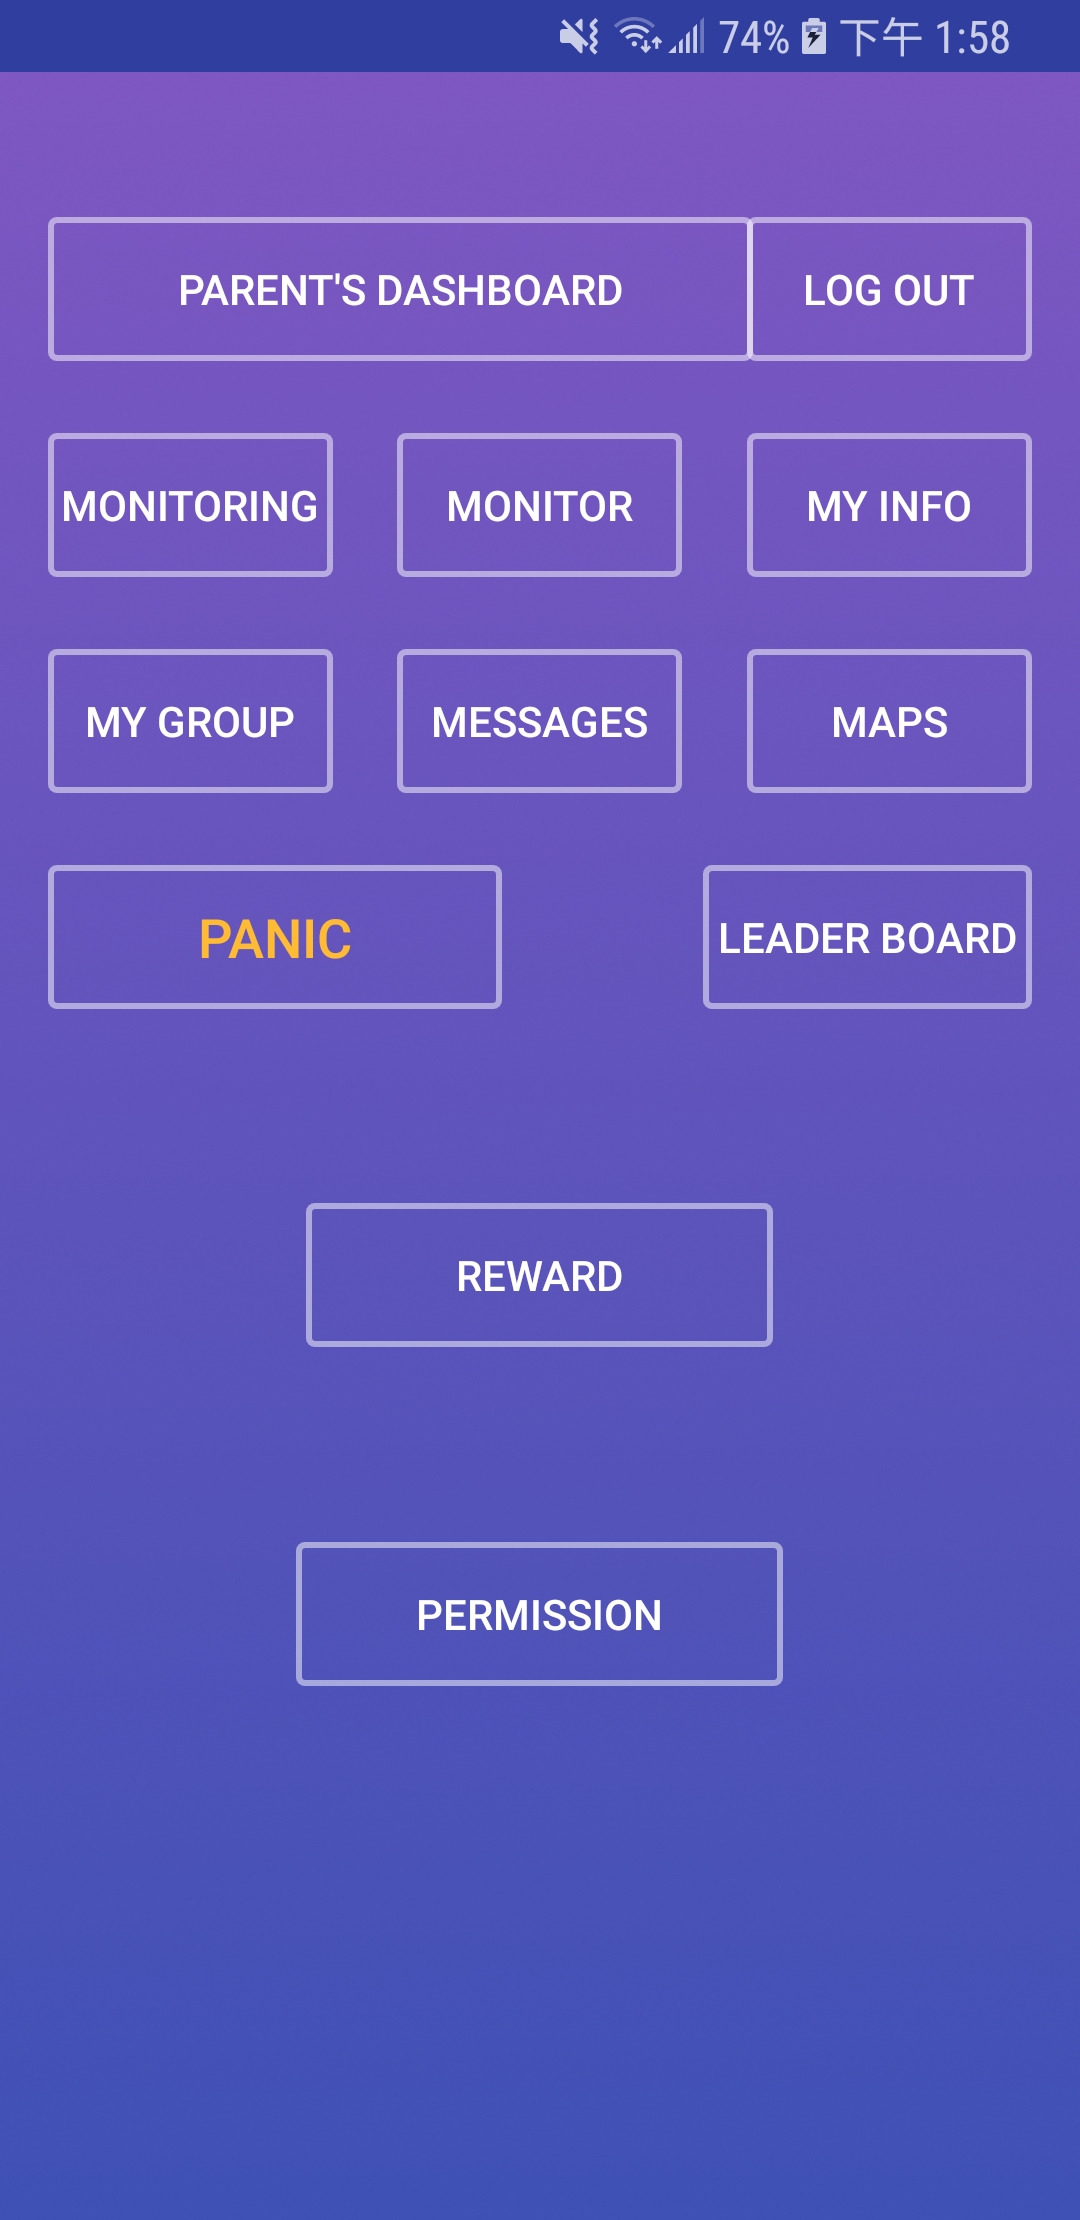 74% 下午 1:58
PARENT'S DASHBOARD LOG OUT
MONITORING MONITOR MY INFO
MY GROUP MESSAGES MAPS
PANIC LEADER BOARD
REWARD
PERMISSION